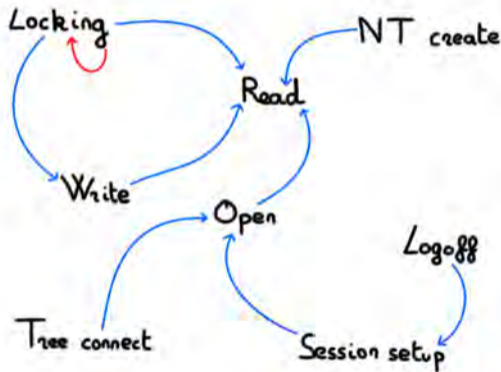 Locking
NT create
Read
Write
Open
Logoff
Tree connect
Session setup